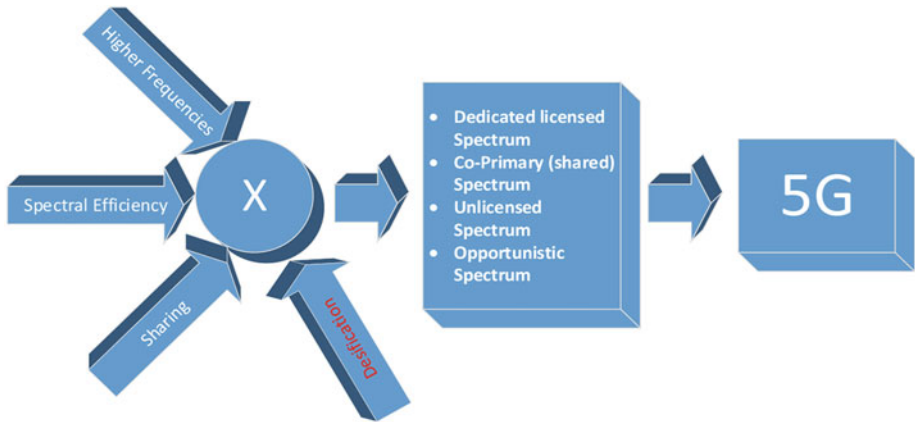 Higher Frequencies
Spectral Efficiency
Sharing
Desification
X
• Dedicated licensed
Spectrum
• Co-Primary (shared)
Spectrum
• Unlicensed
Spectrum
• Opportunistic
Spectrum
5G